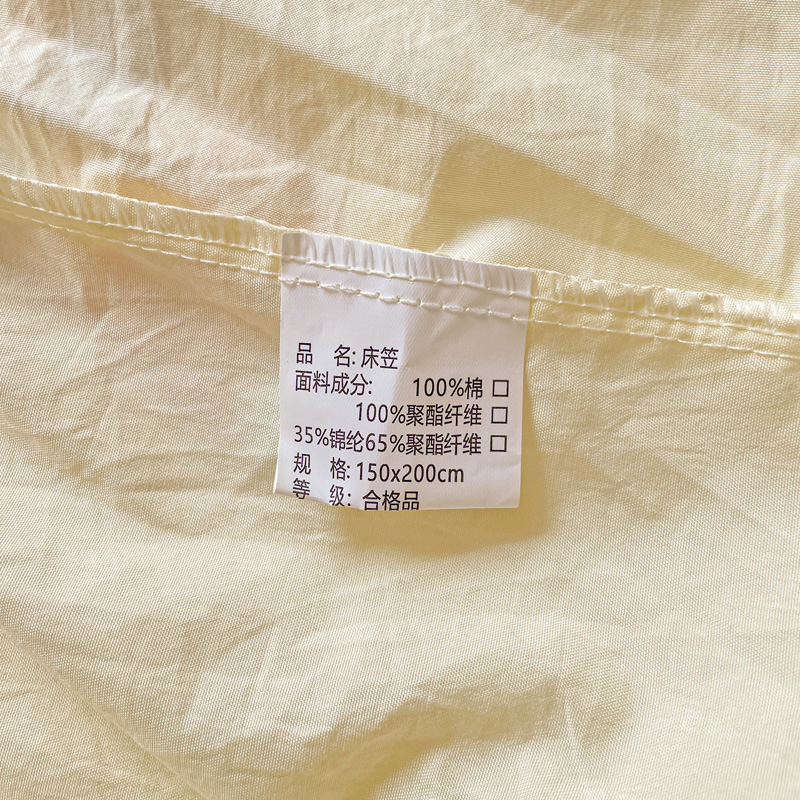 品 名: 床笠
面料成分: 100%棉 □
100%聚酯纤维 □
35%锦纶65%聚酯纤维 □
规 格: 150x200cm
等 级: 合格品